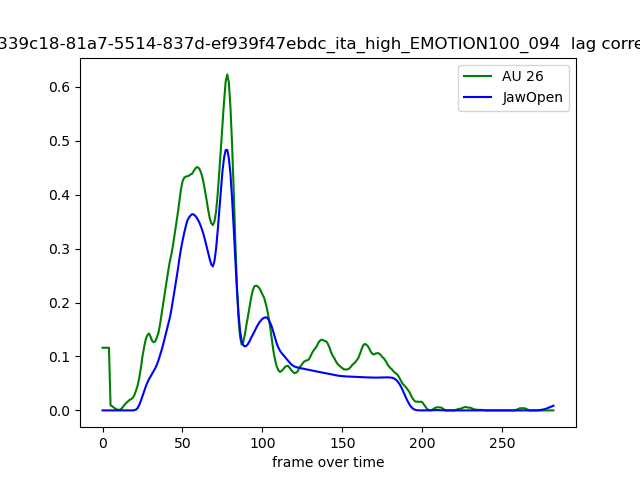 339c18-81a7-5514-837d-ef939f47ebdc_ita_high_EMOTION100_094 lag corre
AU 26
JawOpen
0.6
0.5
0.4
0.3
0.2
0.1
0.0
0 50 100 150 200 250
frame over time